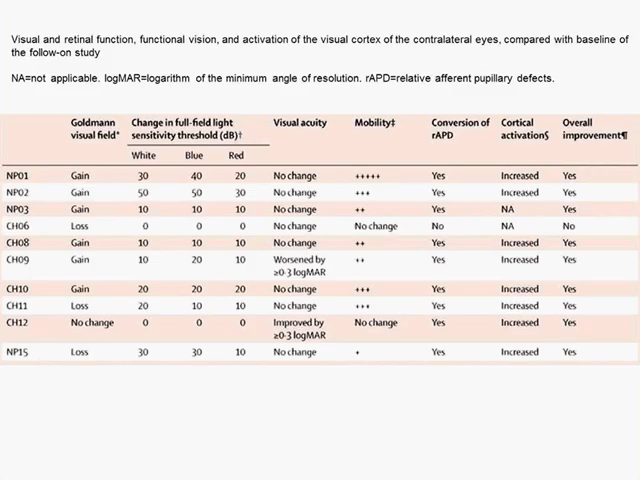 Visual and retinal function, functional vision, and activation of the visual cortex of the contralateral eyes, compared with baseline of
the follow-on study
NA=not applicable. logMAR=logarithm of the minimum angle of resolution. rAPD=relative afferent pupillary defects.
Goldmann visual field* Change in full-field light sensitivity threshold (dB)† Visual acuity Mobility‡ Conversion of rAPD Cortical activation§ Overall improvement¶
White Blue Red
NP01 Gain 30 40 20 No change +++++ Yes Increased Yes
NP02 Gain 50 50 30 No change +++ Yes Increased Yes
NP03 Gain 10 10 10 No change ++ Yes NA Yes
CH06 Loss 0 0 0 No change No change No NA No
CH08 Gain 10 10 10 No change ++ Yes Increased Yes
CH09 Gain 10 20 10 Worsened by ≥0·3 logMAR ++ Yes Increased Yes
CH10 Gain 20 20 20 No change +++ Yes Increased Yes
CH11 Loss 20 10 10 No change +++ Yes Increased Yes
CH12 No change 0 0 0 Improved by ≥0·3 logMAR No change Yes Increased Yes
NP15 Loss 30 30 10 No change + Yes Increased Yes